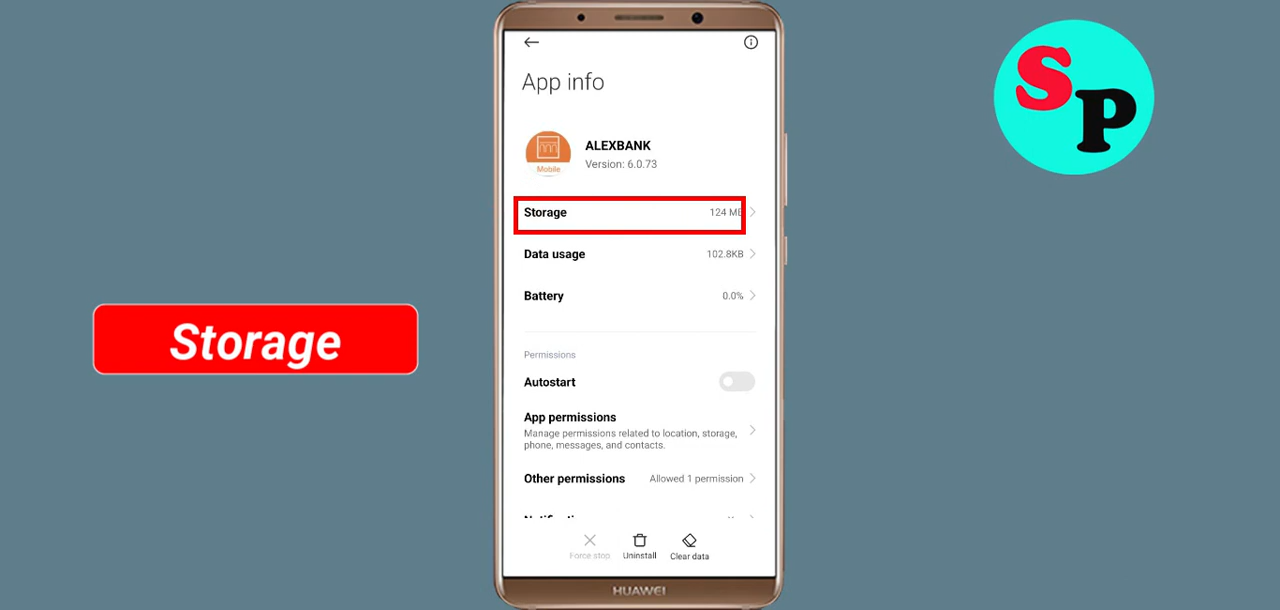 App info
ALEXBANK
Mobile
Version: 6.0.73
Storage 124 MB
Data usage 102.8KB
Battery 0.0%
Permissions
Autostart
App permissions
Manage permissions related to location, storage,
phone, messages, and contacts.
Other permissions Allowed 1 permission
Force stop Uninstall Clear data
HUAWEI
Storage
SP